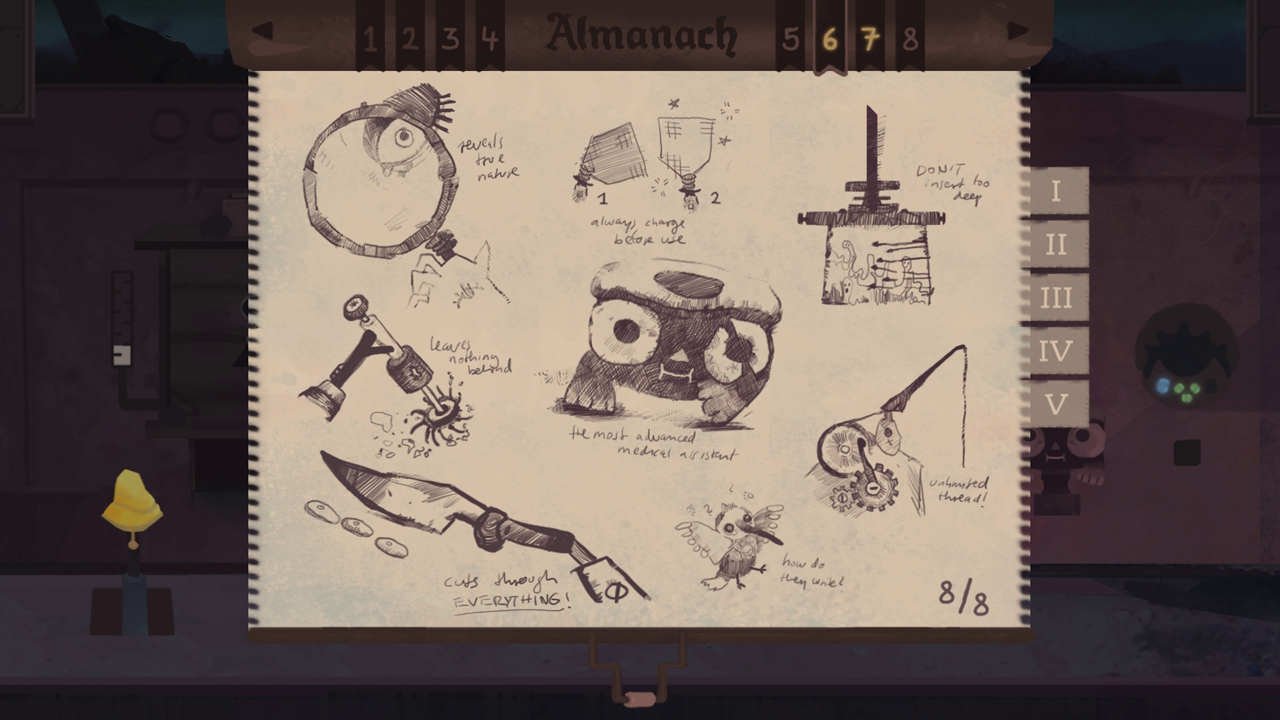 1 2 3 4 Almanach 5 6 7 8
reveals
true
nature
1 2
always charge
before use
DON'T
insert too
deep
I
II
III
IV
V
leaves
nothing
behind
the most advanced
medical assistant
unlimited
thread!
cuts through
EVERYTHING!
how do
they write?
8/8